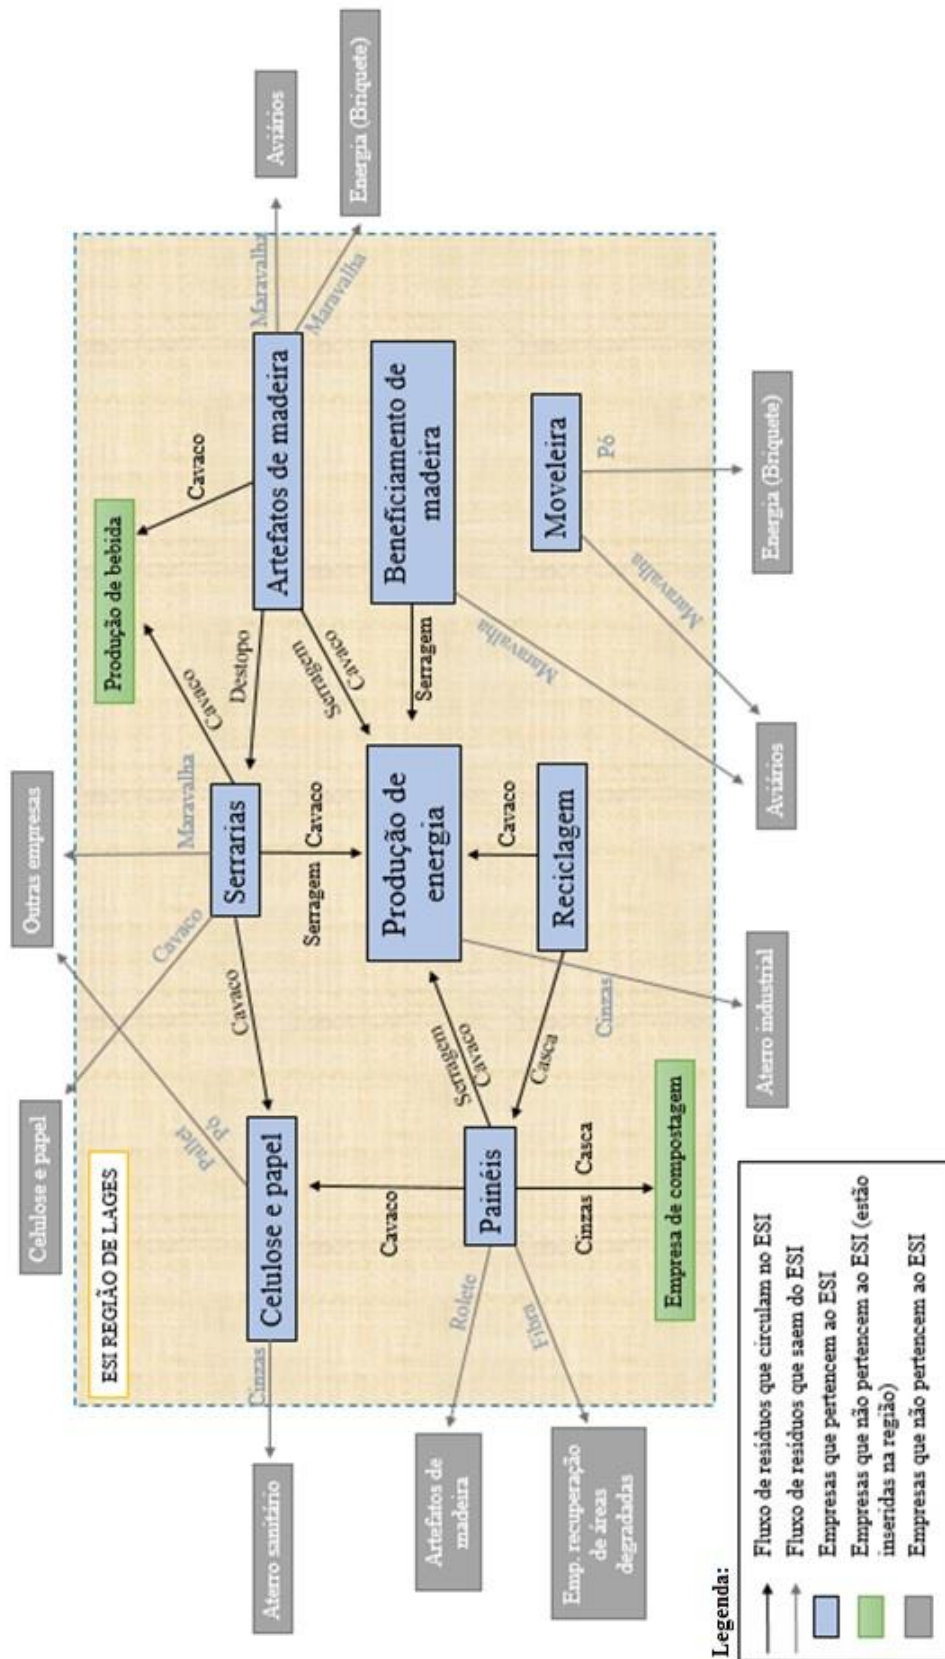 Celulose e papel
Outras empresas
ESI REGIÃO DE LAGES
Produção de bebida
Pallet
Pó
Cavaco
Maravalha
Cavaco
Cavaco
Aterro sanitário
Cinzas
Celulose e papel
Cavaco
Serrarias
Destopo
Artefatos de madeira
Maravalha
Aviários
Maravalha
Energia (Briquete)
Serragem
Cavaco
Serragem
Cavaco
Cavaco
Artefatos de
madeira
Rolete
Painéis
Serragem
Cavaco
Produção de
energia
Serragem
Beneficiamento de
madeira
Emp. recuperação
de áreas
degradadas
Fibra
Cinzas
Casca
Casca
Cavaco
Reciclagem
Maravalha
Moveleira
Cinzas
Maravalha
Pó
Empresa de compostagem
Aterro industrial
Aviários
Energia (Briquete)
Legenda:
Fluxo de resíduos que circulam no ESI
Fluxo de resíduos que saem do ESI
Empresas que pertencem ao ESI
Empresas que não pertencem ao ESI (estão
inseridas na região)
Empresas que não pertencem ao ESI